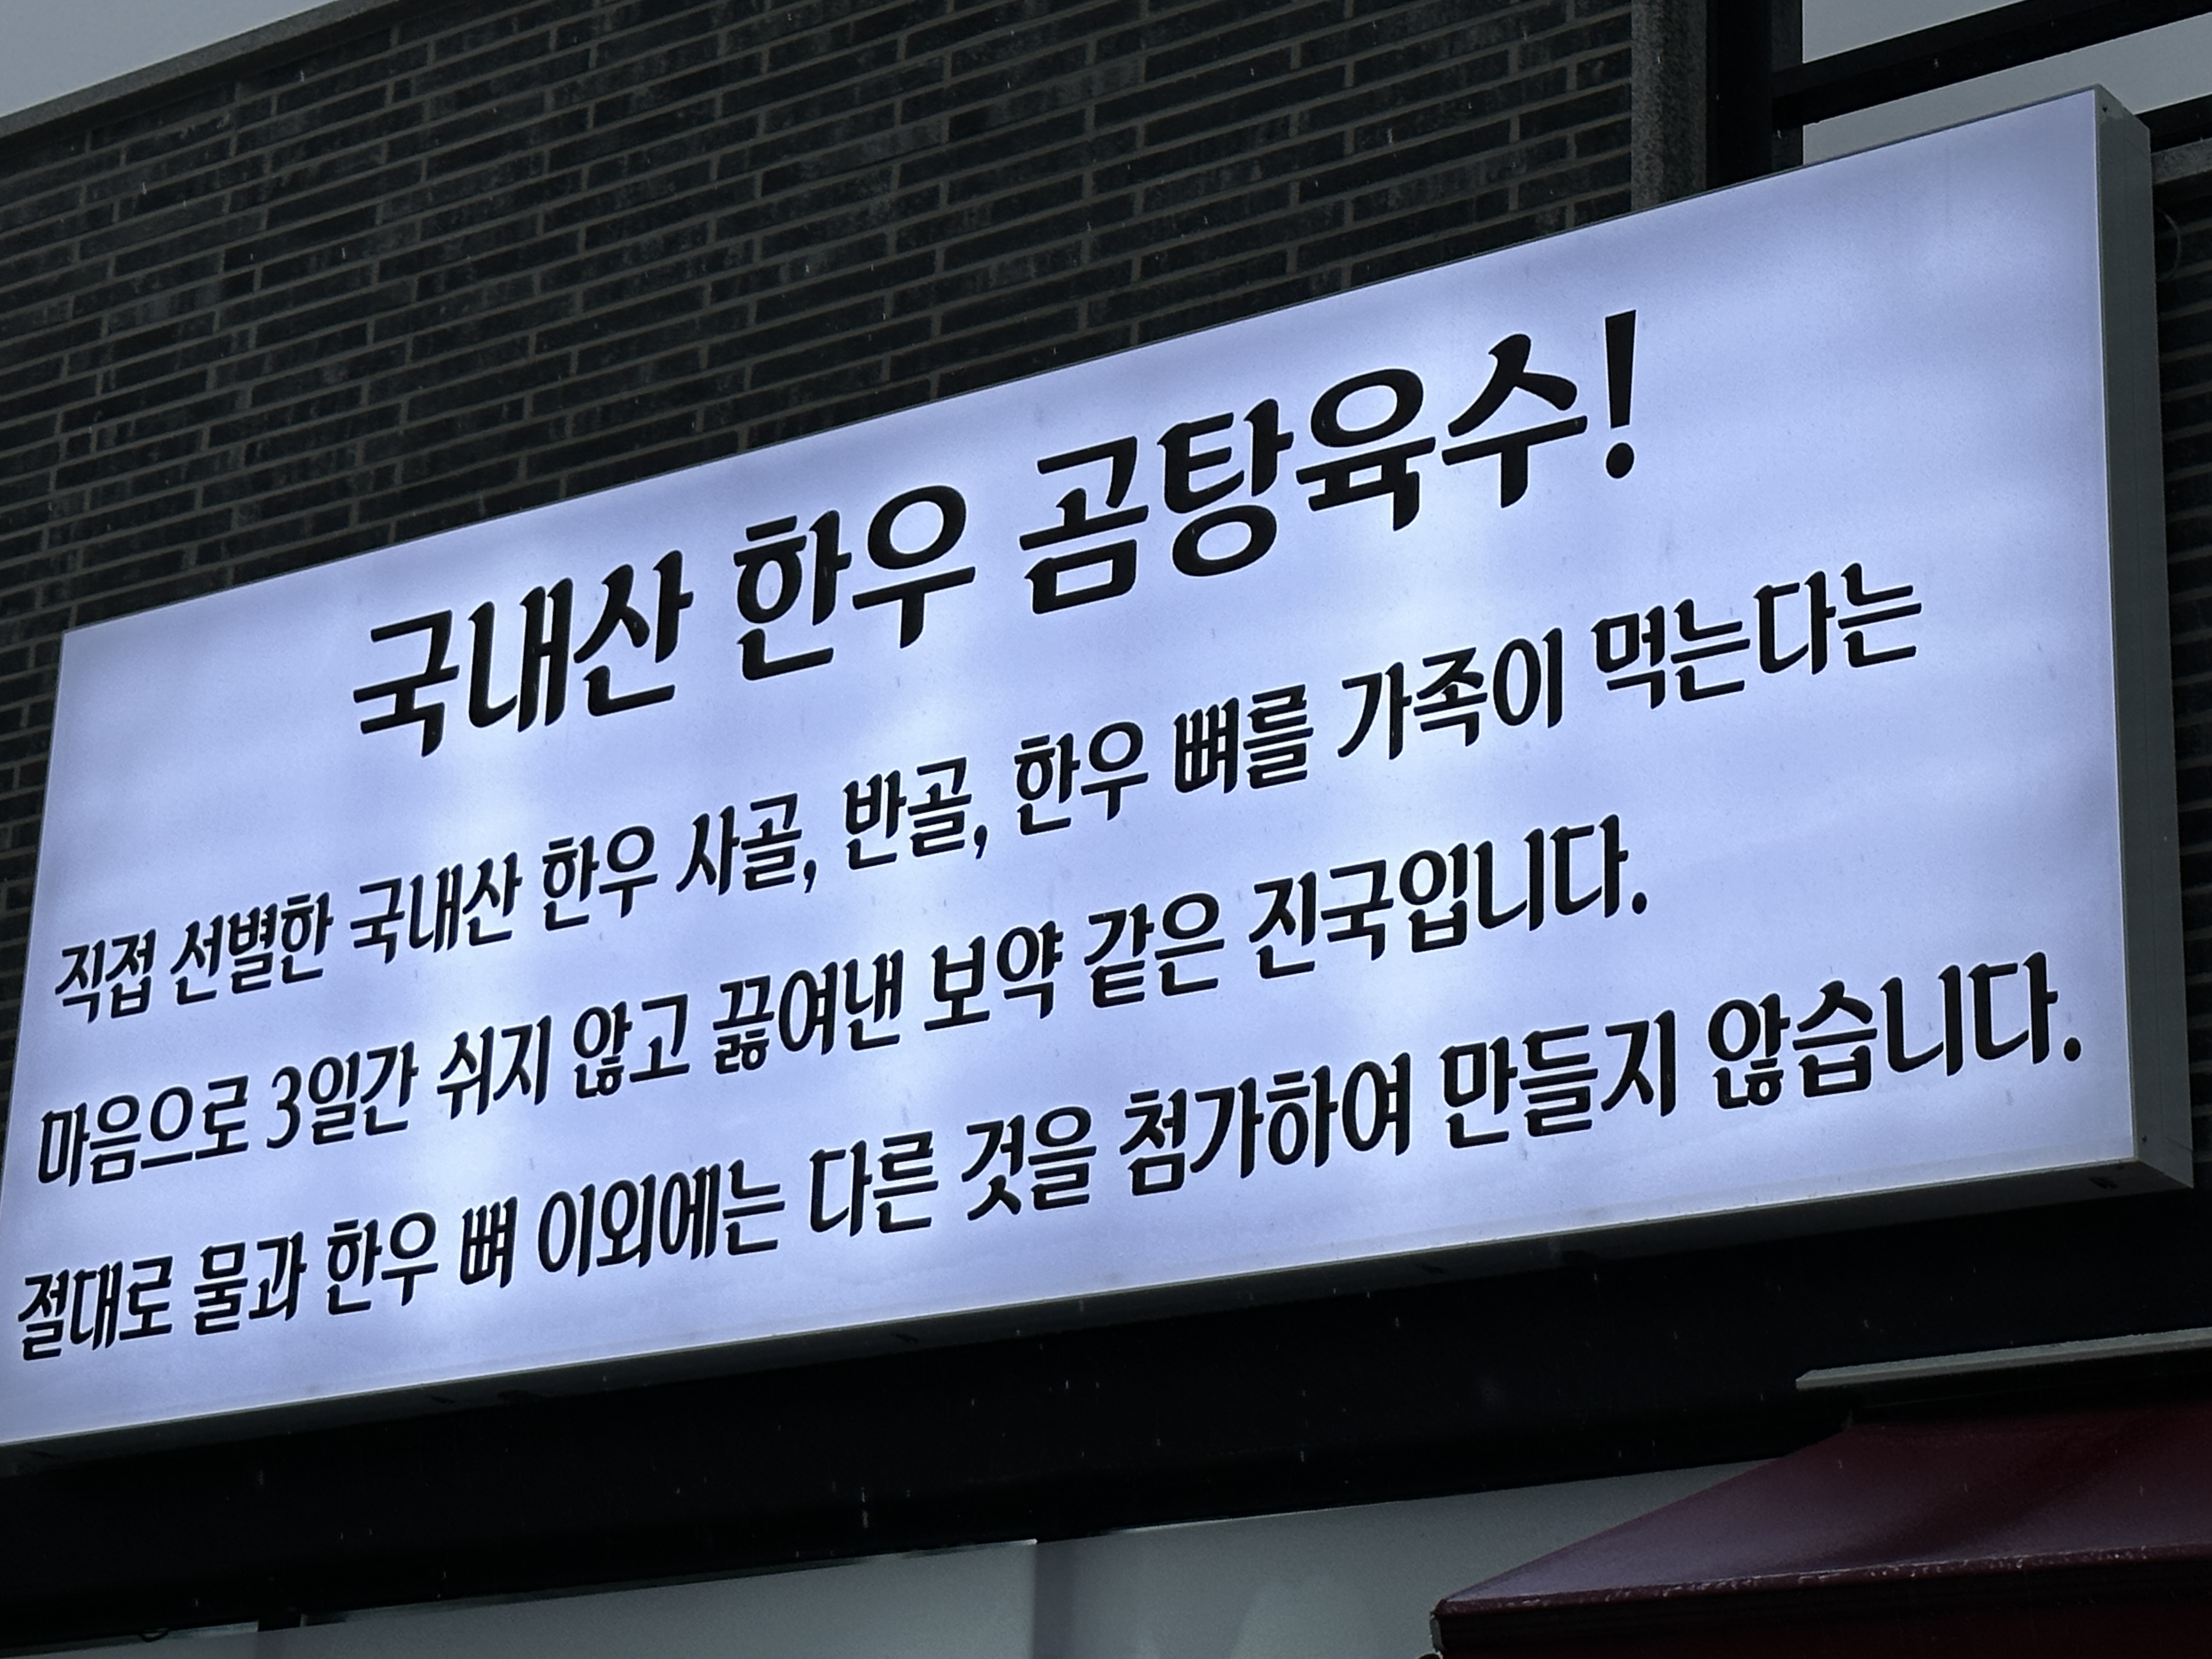 국내산 한우 곰탕육수!
직접 선별한 국내산 한우 사골, 반골, 한우 뼈를 가족이 먹는다는
마음으로 3일간 쉬지 않고 끓여낸 보약 같은 진국입니다.
절대로 물과 한우 뼈 이외에는 다른 것을 첨가하여 만들지 않습니다.